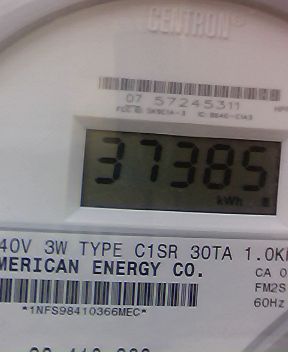 CENTRON®
07 57245311
37385
kWh
40V 3W TYPE C1SR 30TA 1.0K
MERICAN ENERGY CO.
CA 0
FM2S
60Hz
*1NFS98410366MEC*